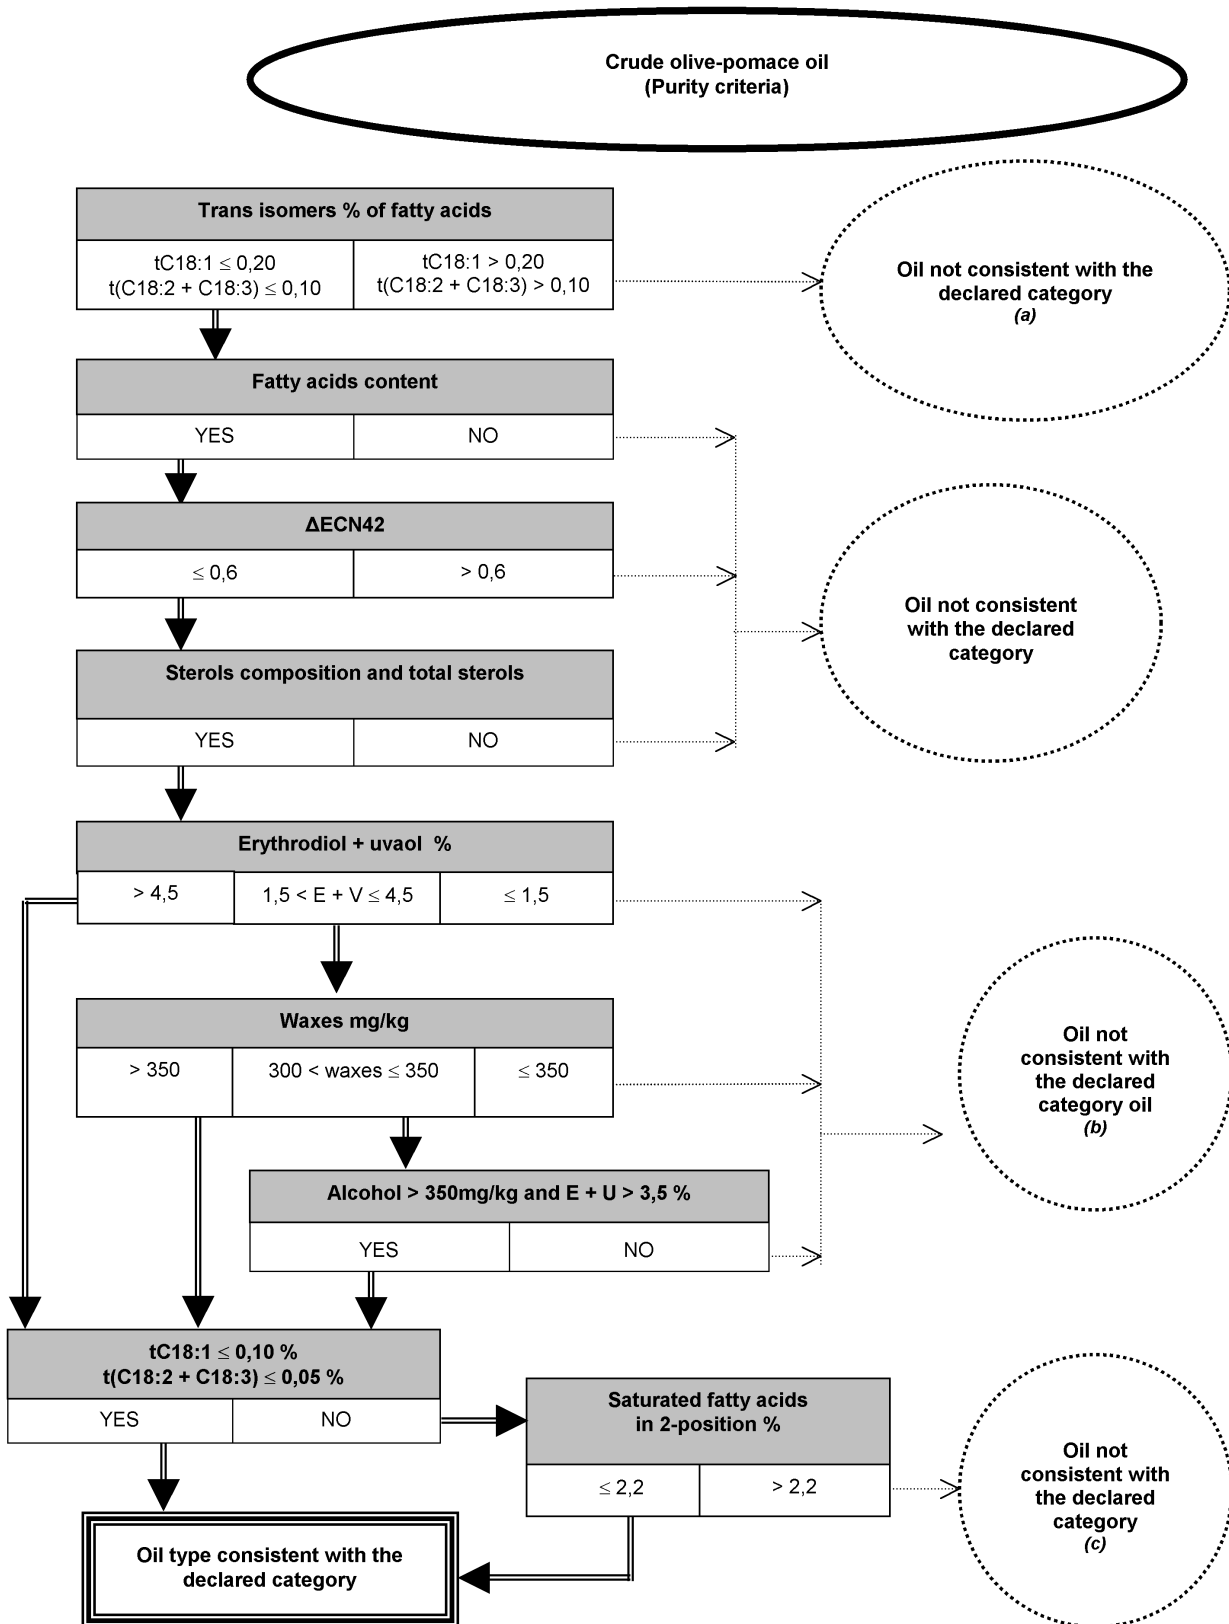 Crude olive-pomace oil
(Purity criteria)
Trans isomers % of fatty acids
tC18:1 ≤ 0,20
t(C18:2 + C18:3) ≤ 0,10
tC18:1 > 0,20
t(C18:2 + C18:3) > 0,10
Oil not consistent with the
declared category
(a)
Fatty acids content
YES
NO
ΔECN42
≤ 0,6
> 0,6
Oil not consistent
with the declared
category
Sterols composition and total sterols
YES
NO
Erythrodiol + uvaol %
> 4,5
1,5 < E + V ≤ 4,5
≤ 1,5
Waxes mg/kg
> 350
300 < waxes ≤ 350
≤ 350
Oil not
consistent with
the declared
category oil
(b)
Alcohol > 350mg/kg and E + U > 3,5 %
YES
NO
tC18:1 ≤ 0,10 %
t(C18:2 + C18:3) ≤ 0,05 %
YES
NO
Saturated fatty acids
in 2-position %
≤ 2,2
> 2,2
Oil not
consistent with
the declared
category
(c)
Oil type consistent with the
declared category